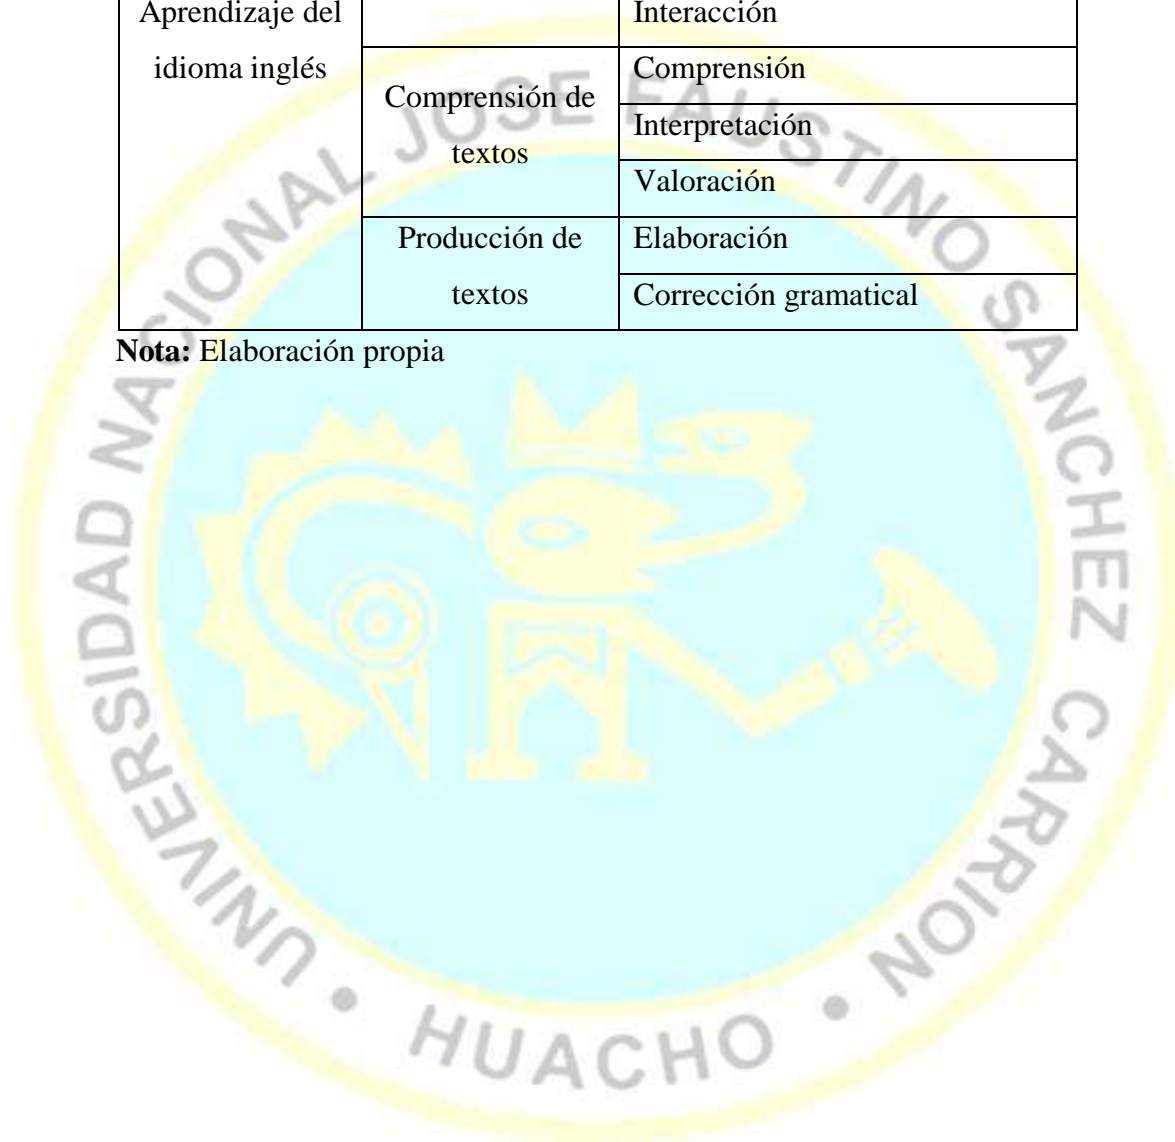 Aprendizaje del
idioma inglés
Interacción
Comprensión de
textos
Comprensión
Interpretación
Valoración
Producción de
textos
Elaboración
Corrección gramatical
Nota: Elaboración propia
UNIVERSIDAD NACIONAL JOSE FAUSTINO SANCHEZ CARRION • HUACHO •